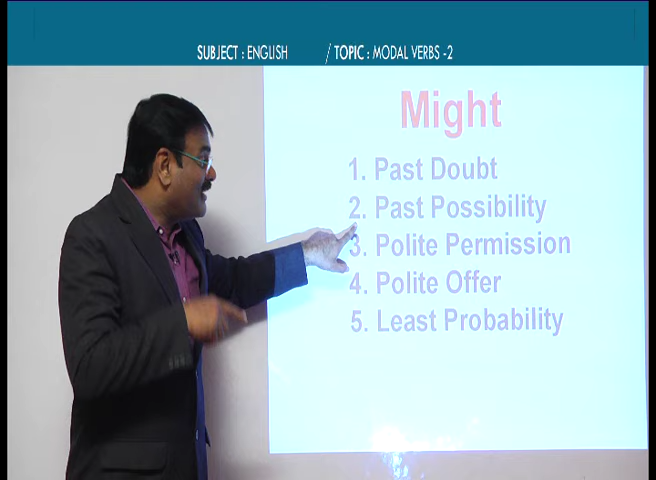 SUBJECT : ENGLISH / TOPIC : MODAL VERBS -2
Might
1. Past Doubt
2. Past Possibility
3. Polite Permission
4. Polite Offer
5. Least Probability